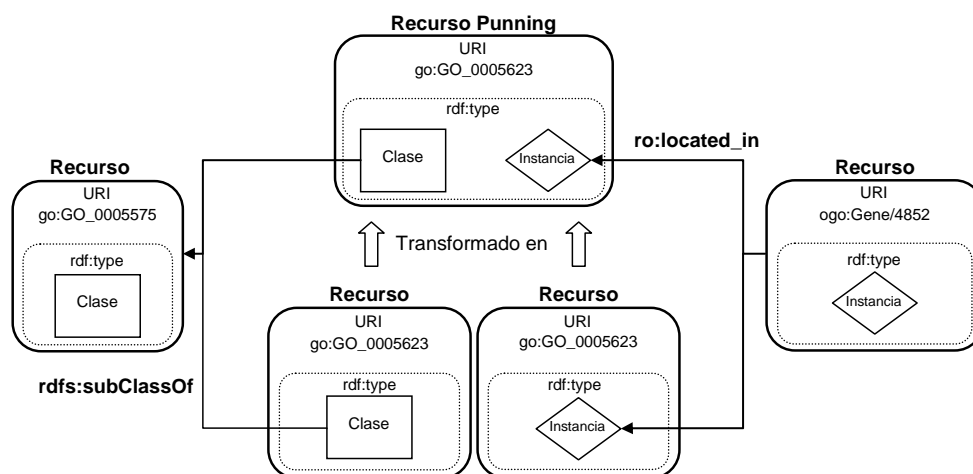 Recurso Punning
URI
go:GO_0005623
rdf:type
Clase
Instancia
ro:located_in
Recurso
URI
go:GO_0005575
rdf:type
Clase
Recurso
URI
ogo:Gene/4852
rdf:type
Instancia
Transformado en
Recurso
URI
go:GO_0005623
rdf:type
Clase
Recurso
URI
go:GO_0005623
rdf:type
Instancia
rdfs:subClassOf